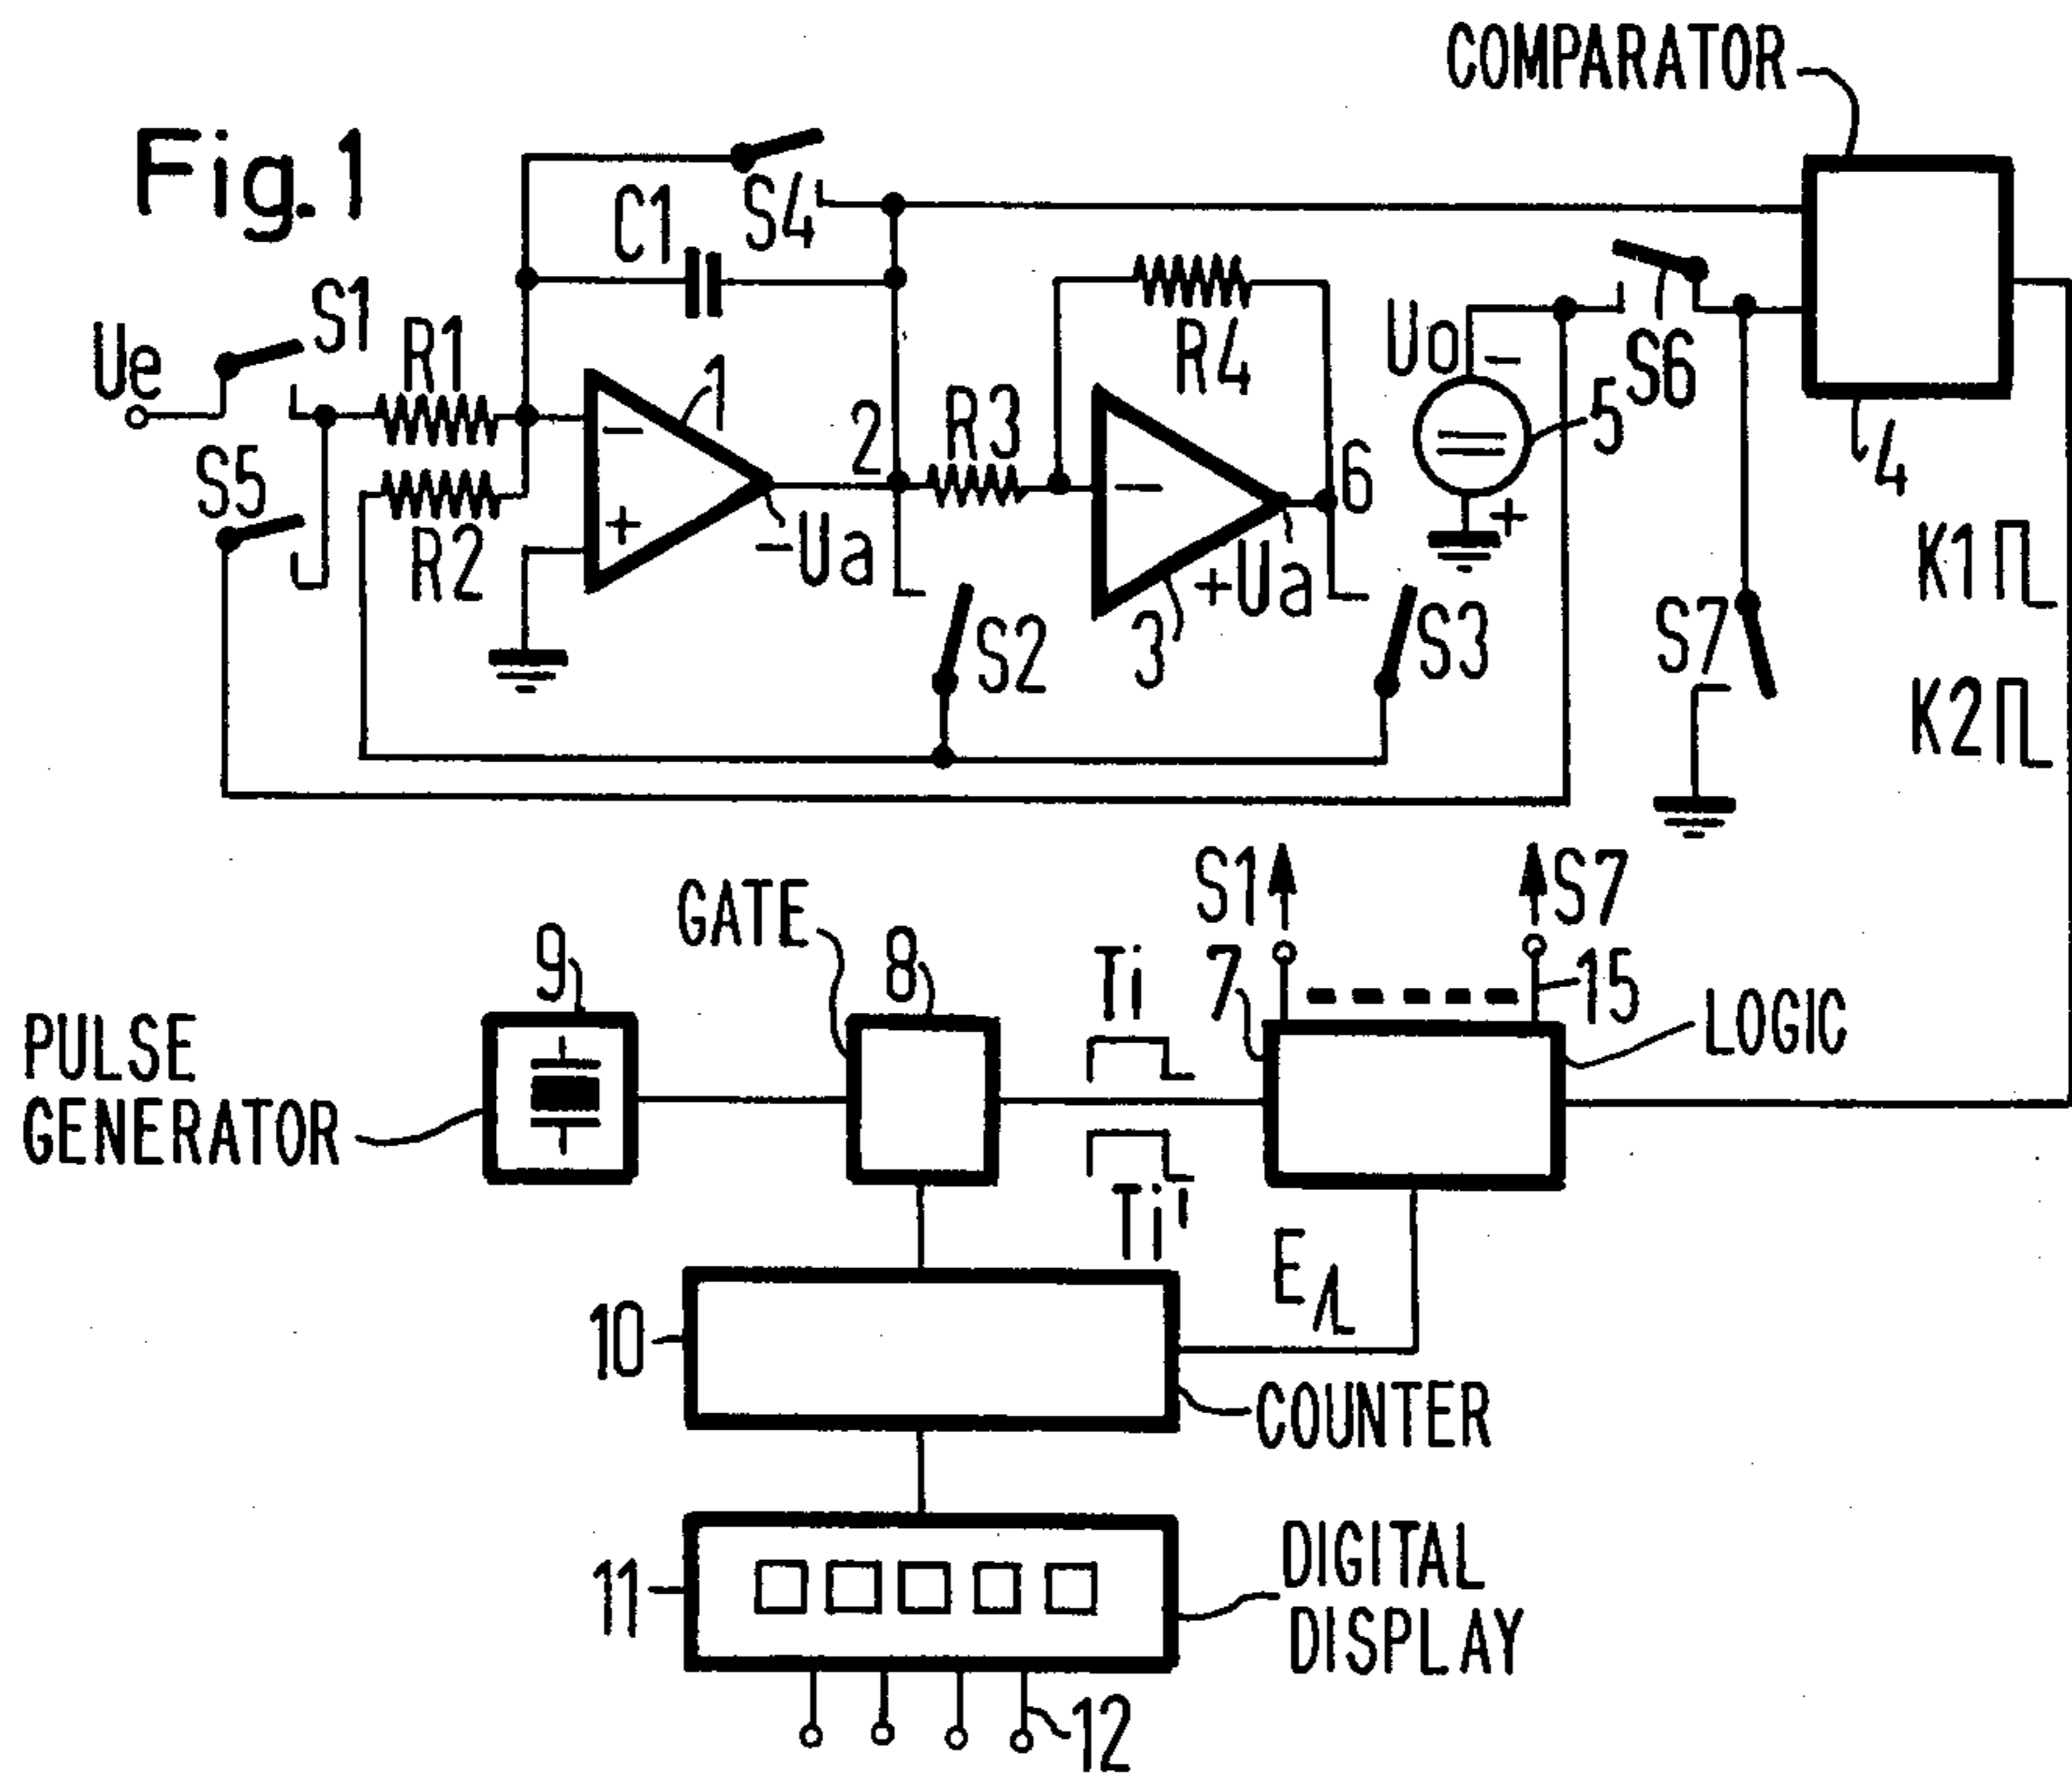 COMPARATOR
Fig.1
S4
C1
S1
R1
Ue
1
R4
Uo
−
S6
5
4
S5
R2
−
+
2
R3
−
6
+
−Ua
+Ua
3
S2
S3
S7
K1
K2
S1
S7
GATE
9
8
Ti
7
15
LOGIC
PULSE
GENERATOR
Ti'
E
10
COUNTER
11
DIGITAL
DISPLAY
12